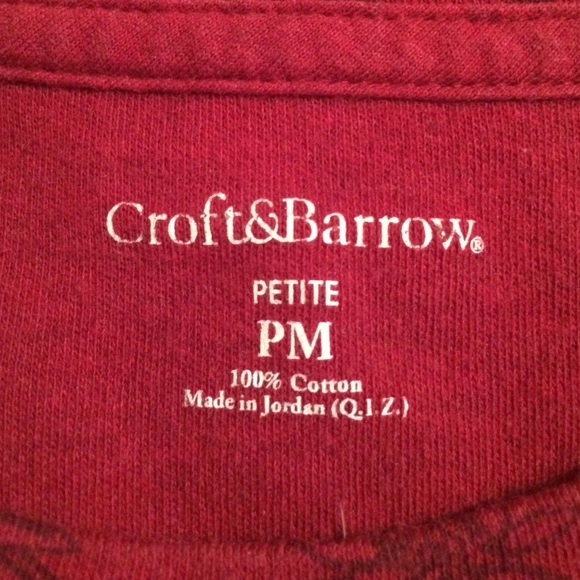 Croft&Barrow®
PETITE
PM
100% Cotton
Made in Jordan (Q.I.Z.)